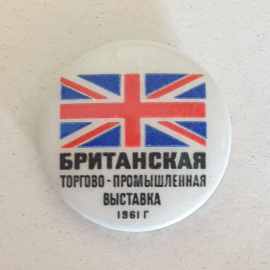 БРИТАНСКАЯ
ТОРГОВО-ПРОМЫШЛЕННАЯ
ВЫСТАВКА
1961 Г